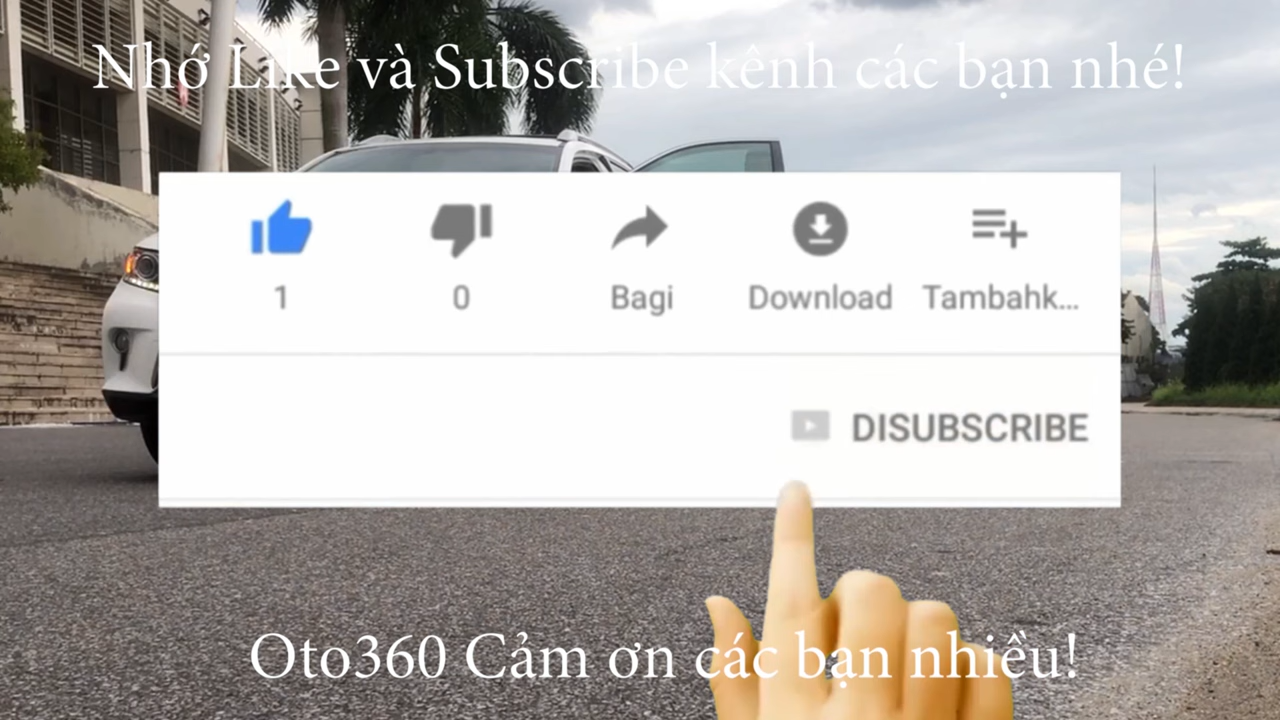 Nhớ Like và Subscribe kênh các bạn nhé!
1
0
Bagi
Download
Tambahk...
DISUBSCRIBE
Oto360 Cảm ơn các bạn nhiều!